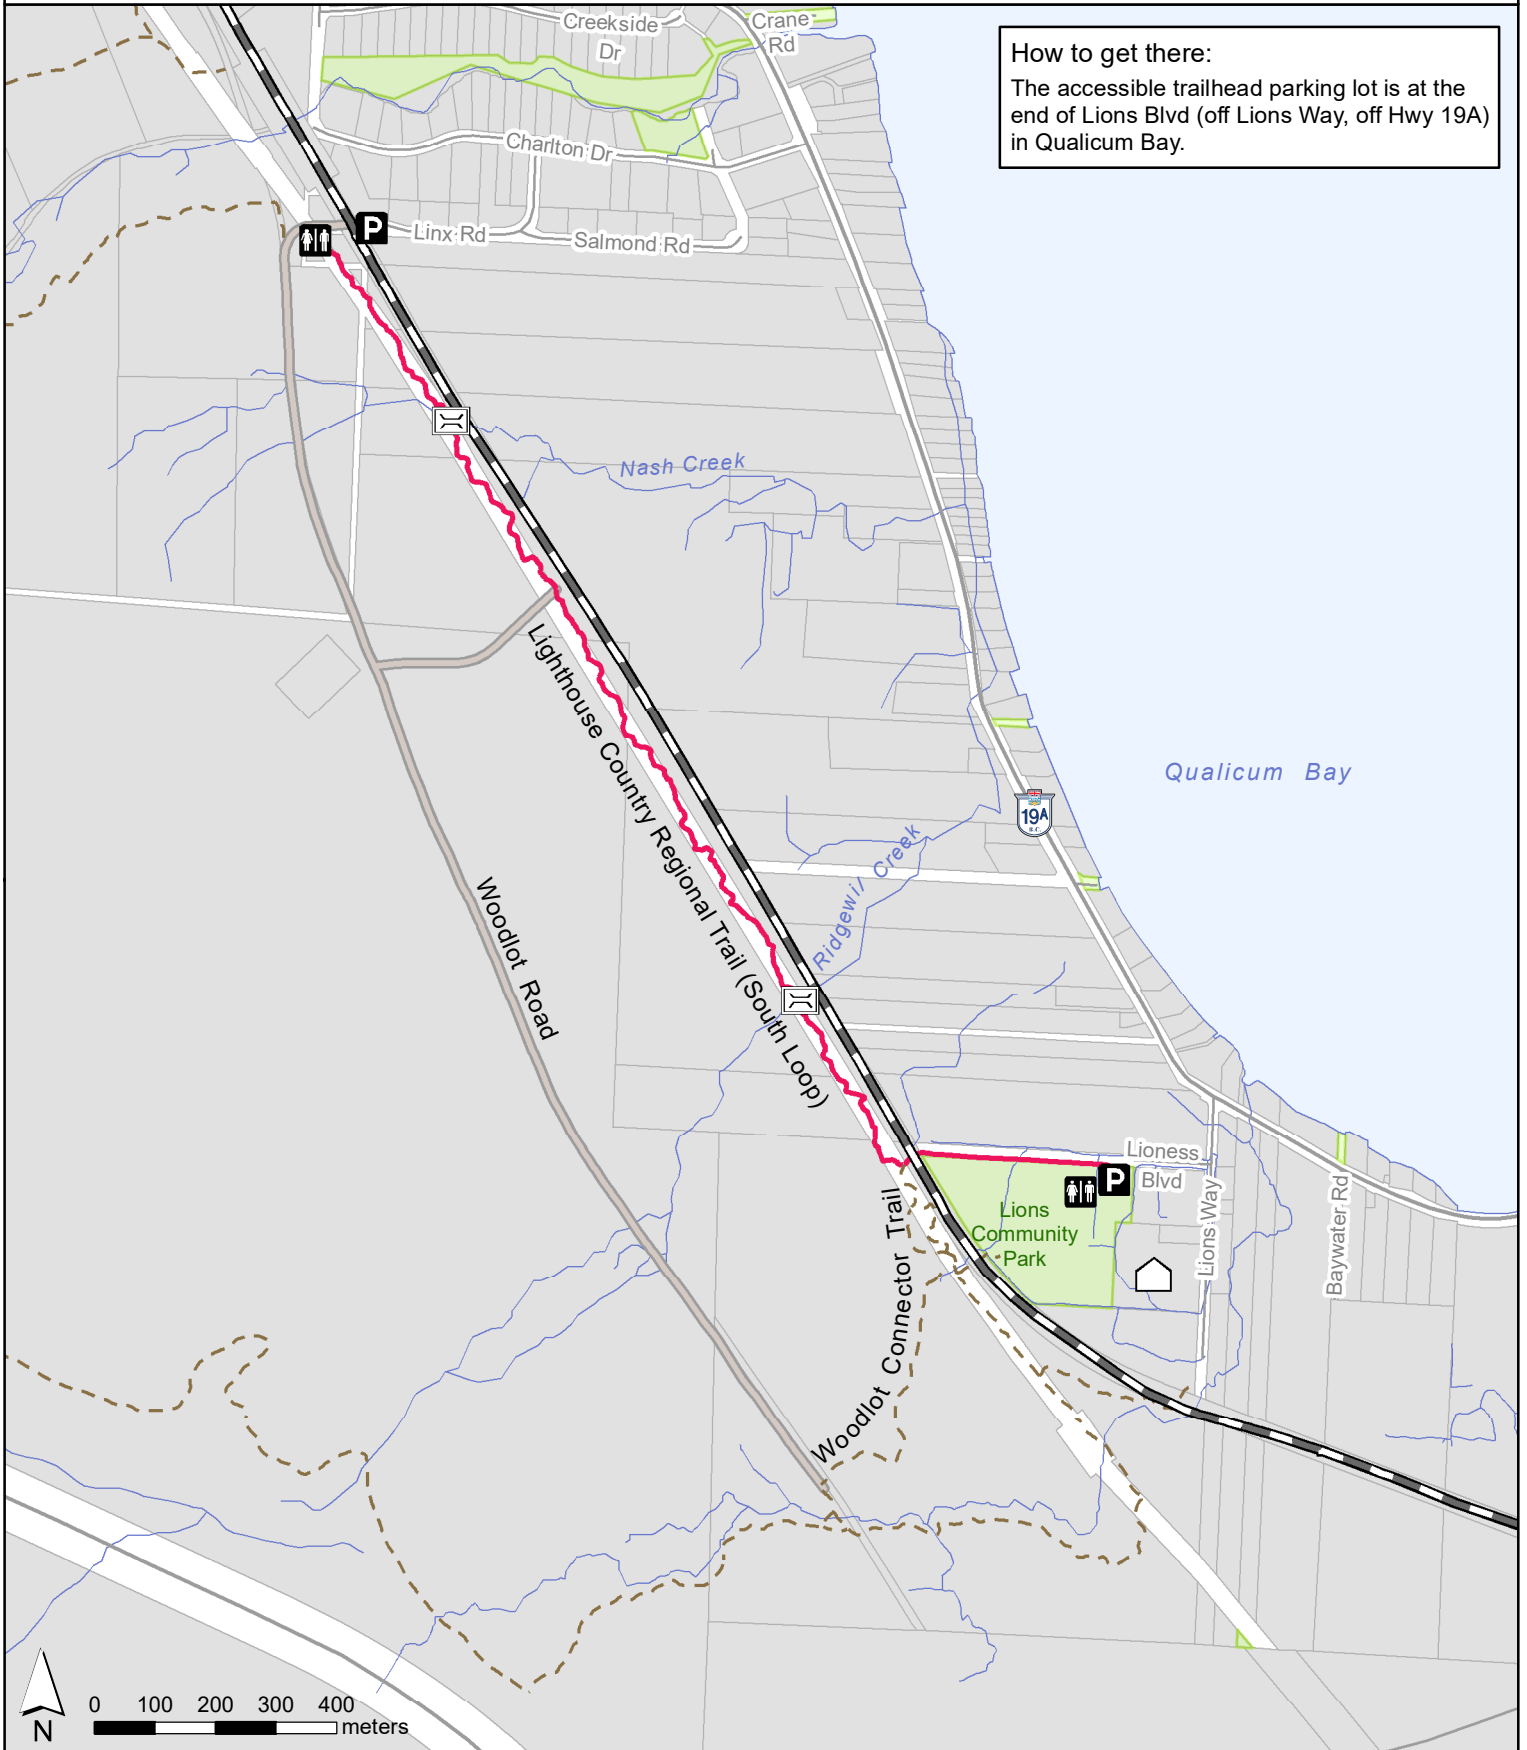 Creekside
Dr
Crane
Rd
How to get there:
The accessible trailhead parking lot is at the
end of Lions Blvd (off Lions Way, off Hwy 19A)
in Qualicum Bay.
Charlton Dr
P
Linx Rd
Salmond Rd
Nash Creek
Lighthouse Country Regional Trail (South Loop)
Qualicum Bay
19A
B.C.
Ridgewil Creek
Woodlot Road
Lioness
Blvd
P
Lions
Community
Park
Lions Way
Baywater Rd
Woodlot Connector Trail
N
0 100 200 300 400
meters